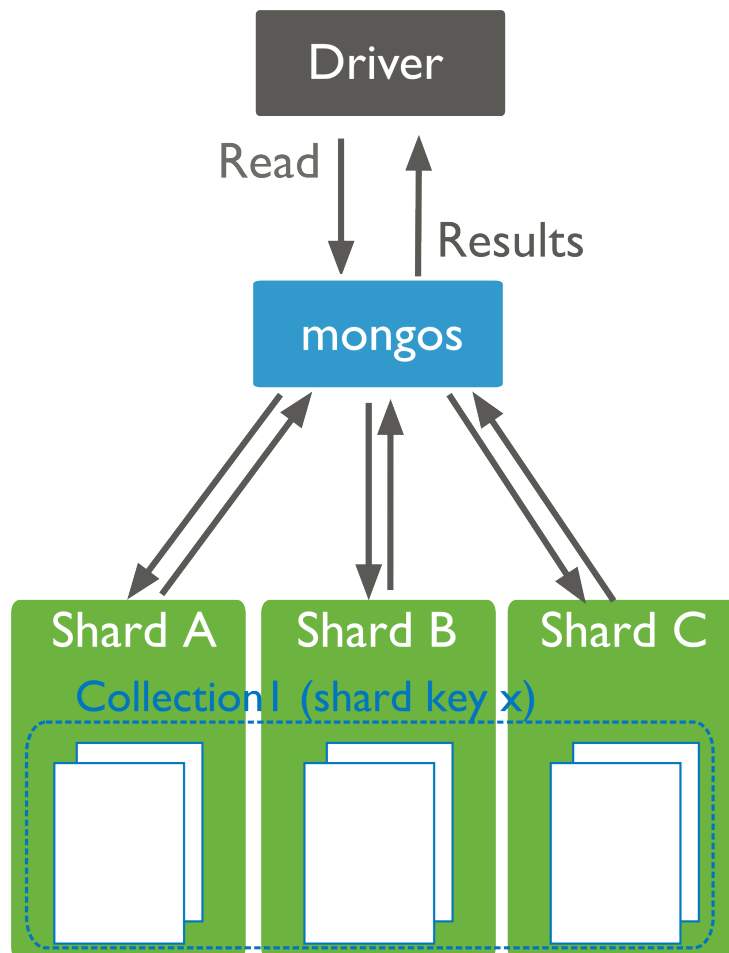 Driver
Read
Results
mongos
Shard A
Shard B
Shard C
Collection1 (shard key x)